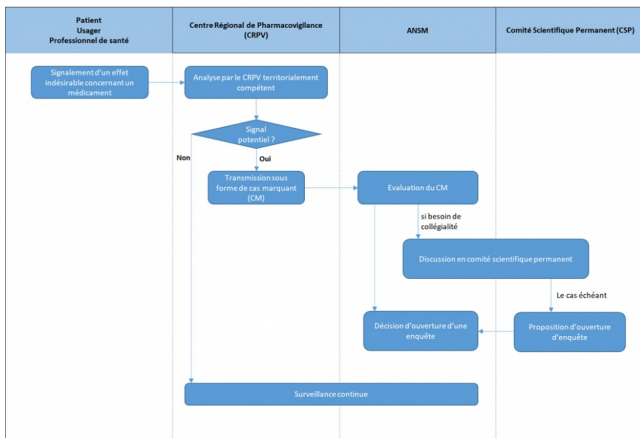 Patient
Usager
Professionnel de santé
Centre Régional de Pharmacovigilance
(CRPV)
ANSM
Comité Scientifique Permanent (CSP)
Signalement d'un effet
indésirable concernant un
médicament
Analyse par le CRPV territorialement
compétent
Signal
potentiel ?
Non
Oui
Transmission sous
forme de cas marquant
(CM)
Evaluation du CM
si besoin de
collégialité
Discussion en comité scientifique permanent
Le cas échéant
Décision d'ouverture d'une
enquête
Proposition d'ouverture
d'enquête
Surveillance continue